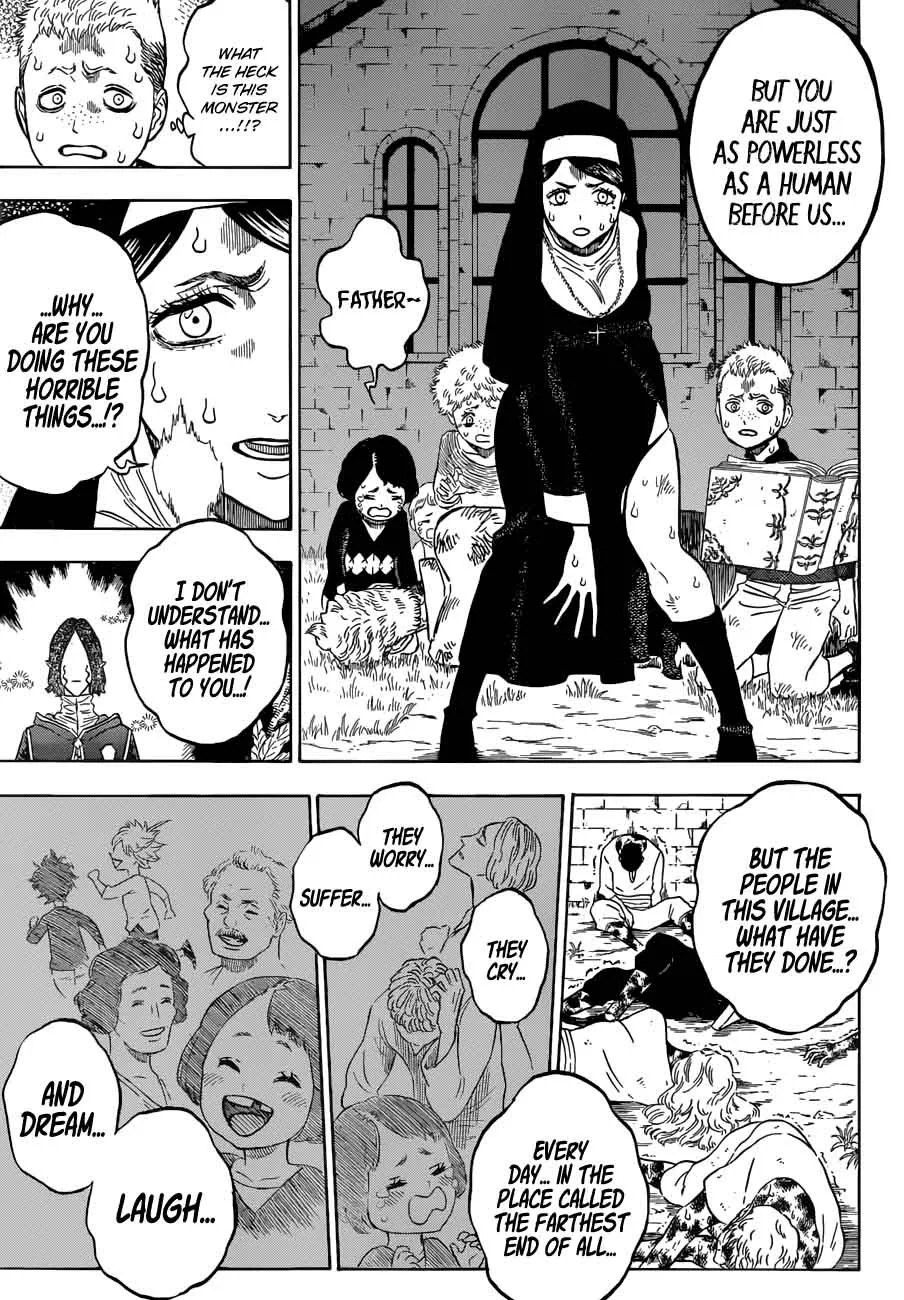 BUT YOU
ARE JUST
AS POWERLESS
AS A HUMAN
BEFORE US...
FATHER~
WHAT
THE HECK
IS THIS
MONSTER
...!!?
...WHY...
ARE YOU
DOING THESE
HORRIBLE
THINGS...!?
I DON'T
UNDERSTAND...
WHAT HAS
HAPPENED
TO YOU...!
BUT THE
PEOPLE IN
THIS VILLAGE...
WHAT HAVE
THEY DONE...?
EVERY
DAY... IN THE
PLACE CALLED
THE FARTHEST
END OF ALL...
THEY
WORRY...
SUFFER...
THEY
CRY...
LAUGH...
AND
DREAM...